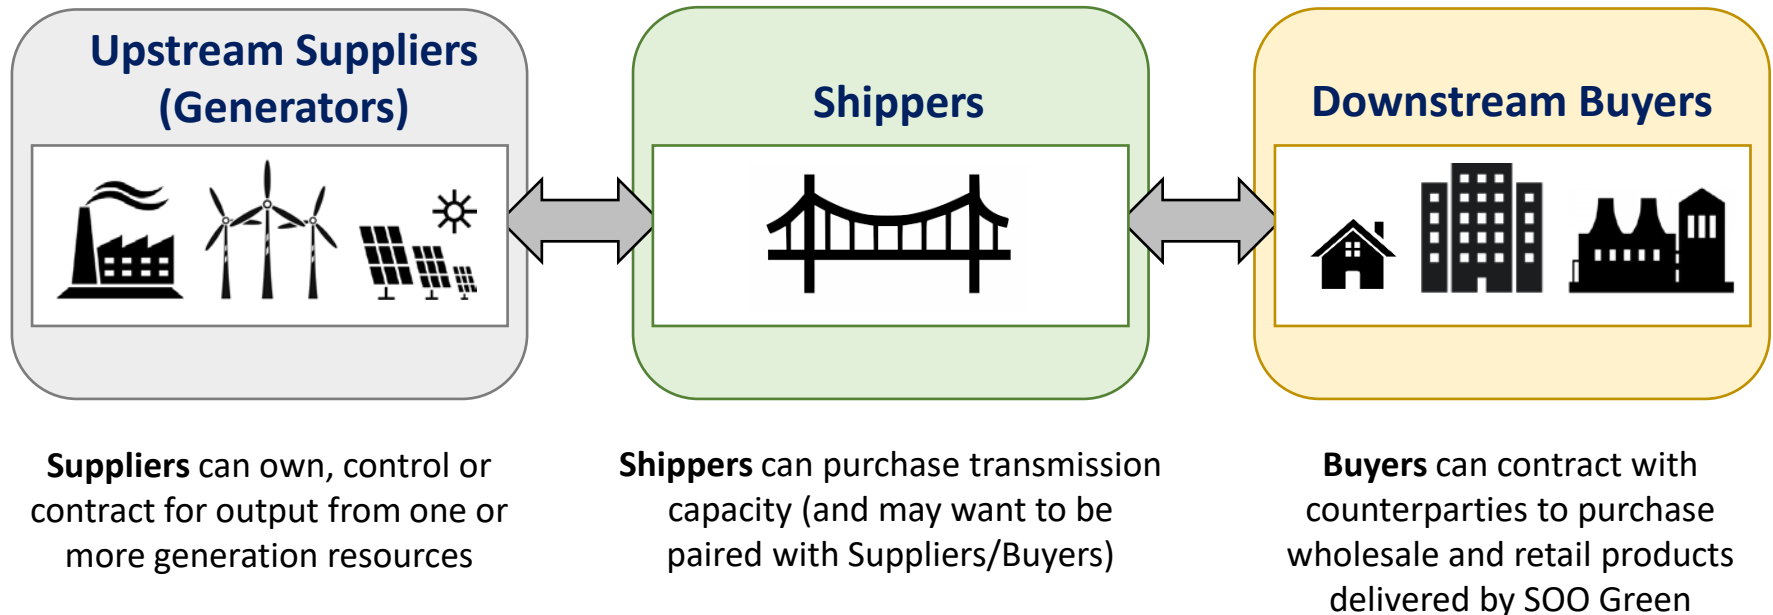 Upstream Suppliers
(Generators)
Shippers
Downstream Buyers
Suppliers can own, control or
contract for output from one or
more generation resources
Shippers can purchase transmission
capacity (and may want to be
paired with Suppliers/Buyers)
Buyers can contract with
counterparties to purchase
wholesale and retail products
delivered by SOO Green